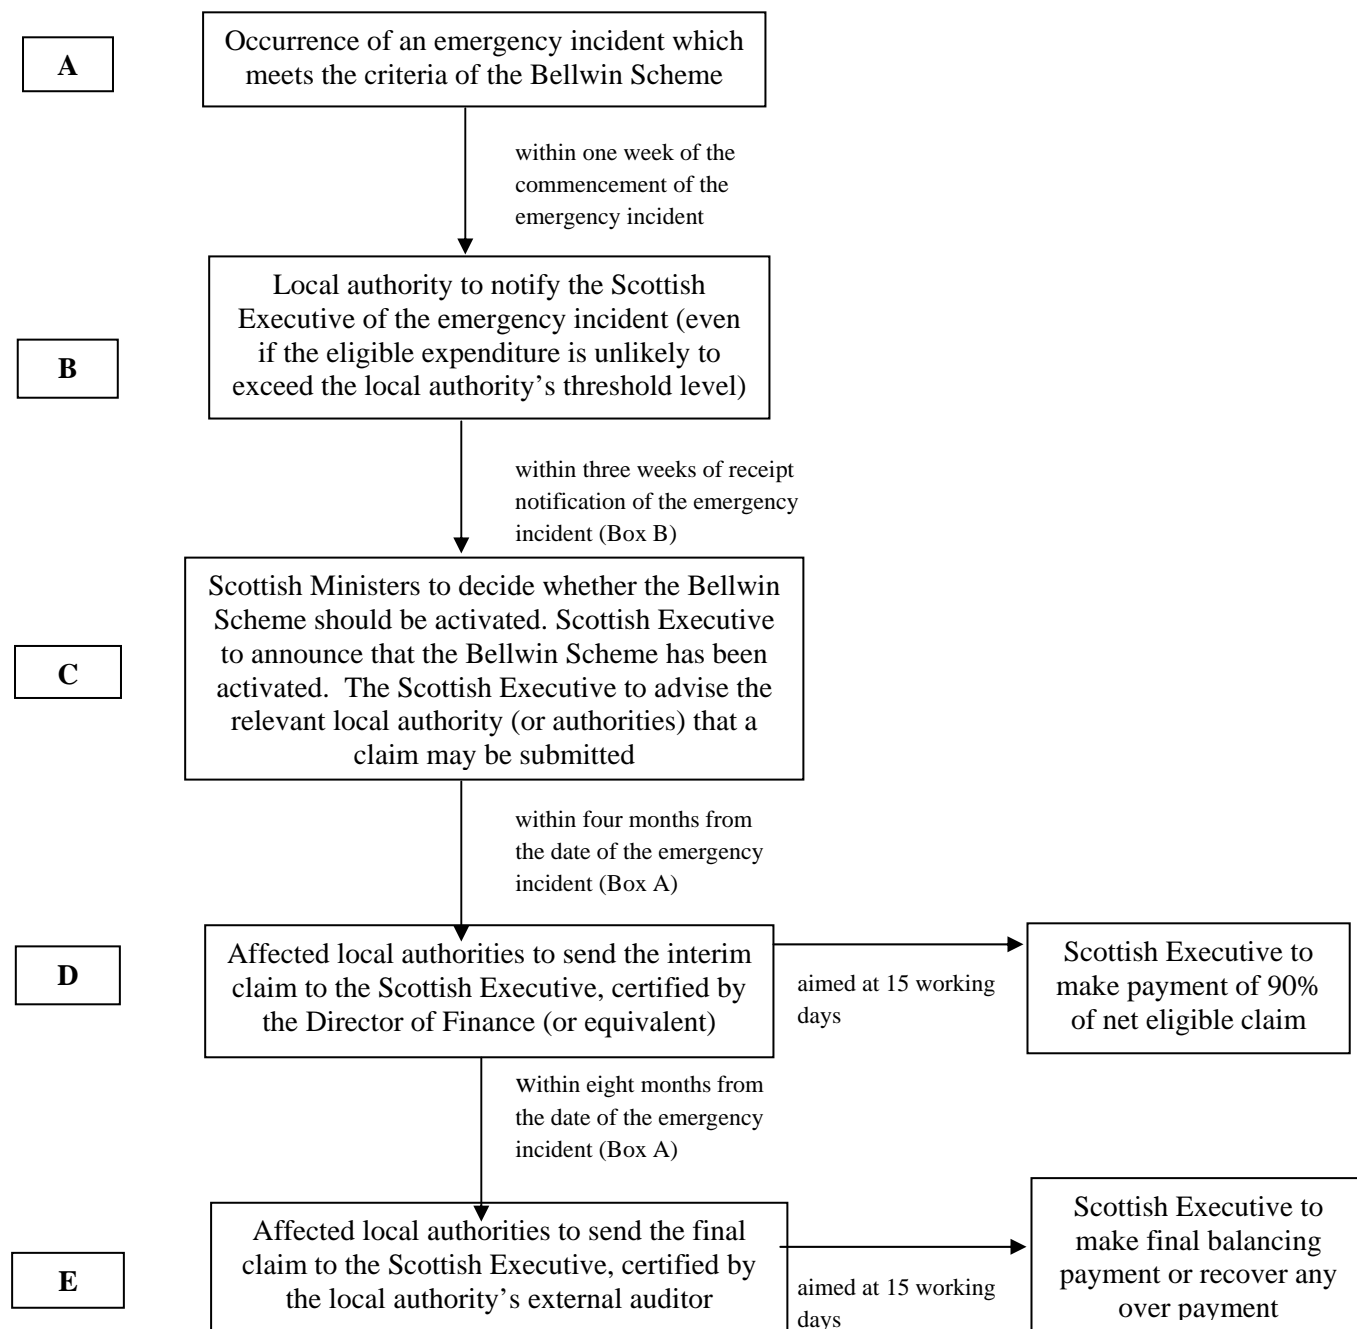 A
Occurrence of an emergency incident which
meets the criteria of the Bellwin Scheme
within one week of the
commencement of the
emergency incident
B
Local authority to notify the Scottish
Executive of the emergency incident (even
if the eligible expenditure is unlikely to
exceed the local authority’s threshold level)
within three weeks of receipt
notification of the emergency
incident (Box B)
C
Scottish Ministers to decide whether the Bellwin
Scheme should be activated. Scottish Executive
to announce that the Bellwin Scheme has been
activated.  The Scottish Executive to advise the
relevant local authority (or authorities) that a
claim may be submitted
within four months from
the date of the emergency
incident (Box A)
D
Affected local authorities to send the interim
claim to the Scottish Executive, certified by
the Director of Finance (or equivalent)
aimed at 15 working
days
Scottish Executive to
make payment of 90%
of net eligible claim
Within eight months from
the date of the emergency
incident (Box A)
E
Affected local authorities to send the final
claim to the Scottish Executive, certified by
the local authority’s external auditor
aimed at 15 working
days
Scottish Executive to
make final balancing
payment or recover any
over payment